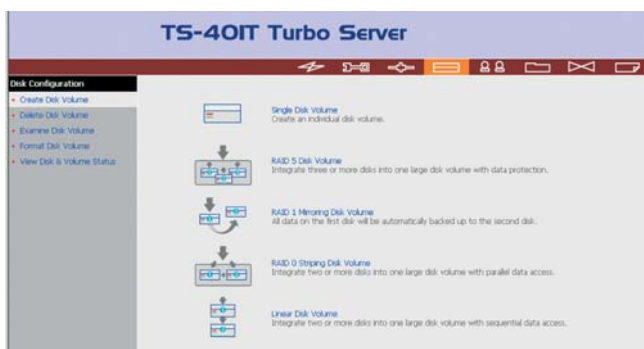 TS-401T Turbo Server
Disk Configuration
Create Disk Volume
Delete Disk Volume
Examine Disk Volume
Format Disk Volume
View Disk & Volume Status
Single Disk Volume
Create an individual disk volume.
RAID 5 Disk Volume
Integrate three or more disks into one large disk volume with data protection.
RAID 1 Mirroring Disk Volume
All data on the first disk will be automatically backed up to the second disk.
RAID 0 Striping Disk Volume
Integrate two or more disks into one large disk volume with parallel data access.
Linear Disk Volume
Integrate two or more disks into one large disk volume with sequential data access.